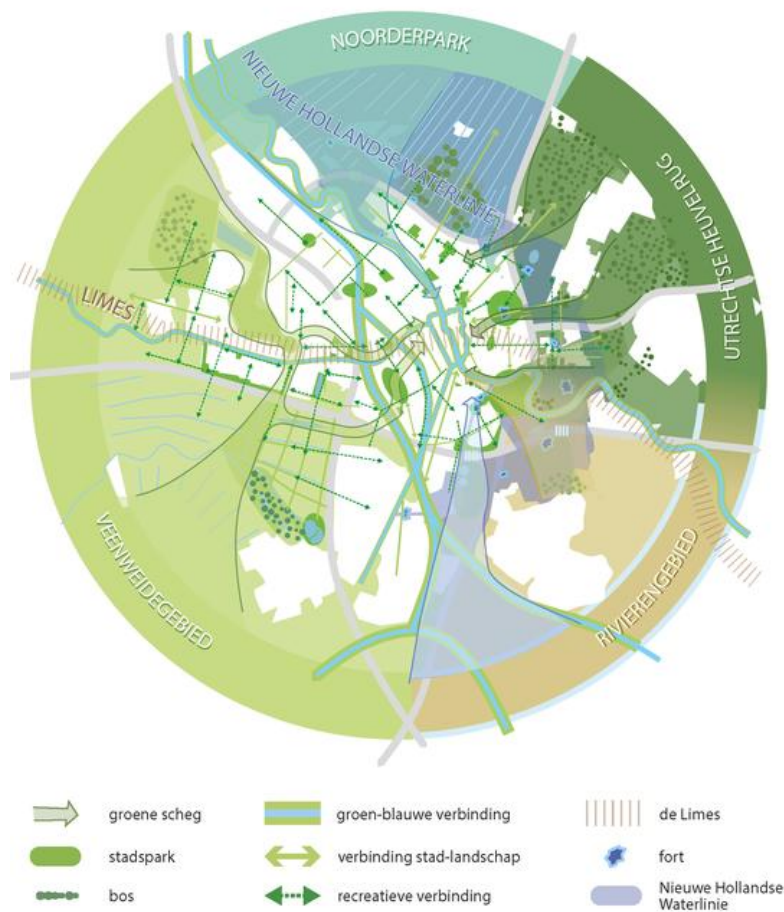 NOORDERPARK
NIEUWE HOLLANDSE WATERLINIE
UTRECHTSE HEUVELRUG
LIMES
VEENWEIDEGEBIED
RIVIERENGEBIED
groene scheg
groen-blauwe verbinding
de Limes
stadspark
verbinding stad-landschap
fort
bos
recreatieve verbinding
Nieuwe Hollandse
Waterlinie